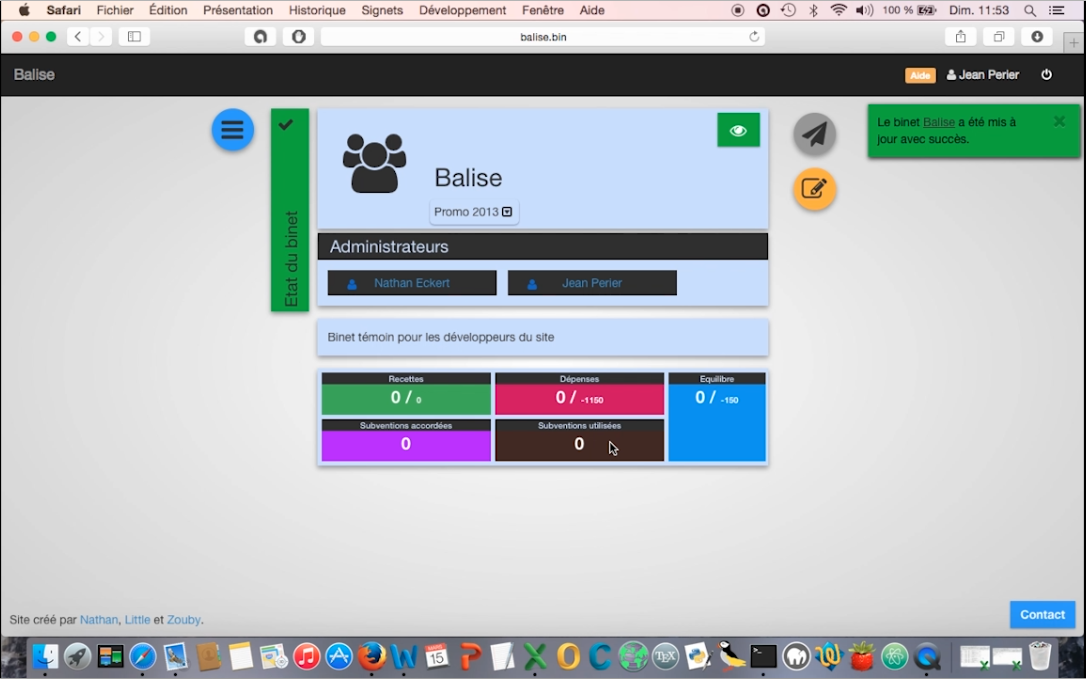 Safari Fichier Édition Présentation Historique Signets Développement Fenêtre Aide 100 % Dim. 11:53
balise.bin
Balise Aide Jean Perier
Le binet Balise a été mis à
jour avec succès.
Etat du binet
Balise
Promo 2013
Administrateurs
Nathan Eckert Jean Perier
Binet témoin pour les développeurs du site
Recettes Dépenses Equilibre
0 / 0 0 / -1150 0 / -150
Subventions accordées Subventions utilisées
0 0
Contact
Site créé par Nathan, Little et Zouby.
MARS
15
TEX